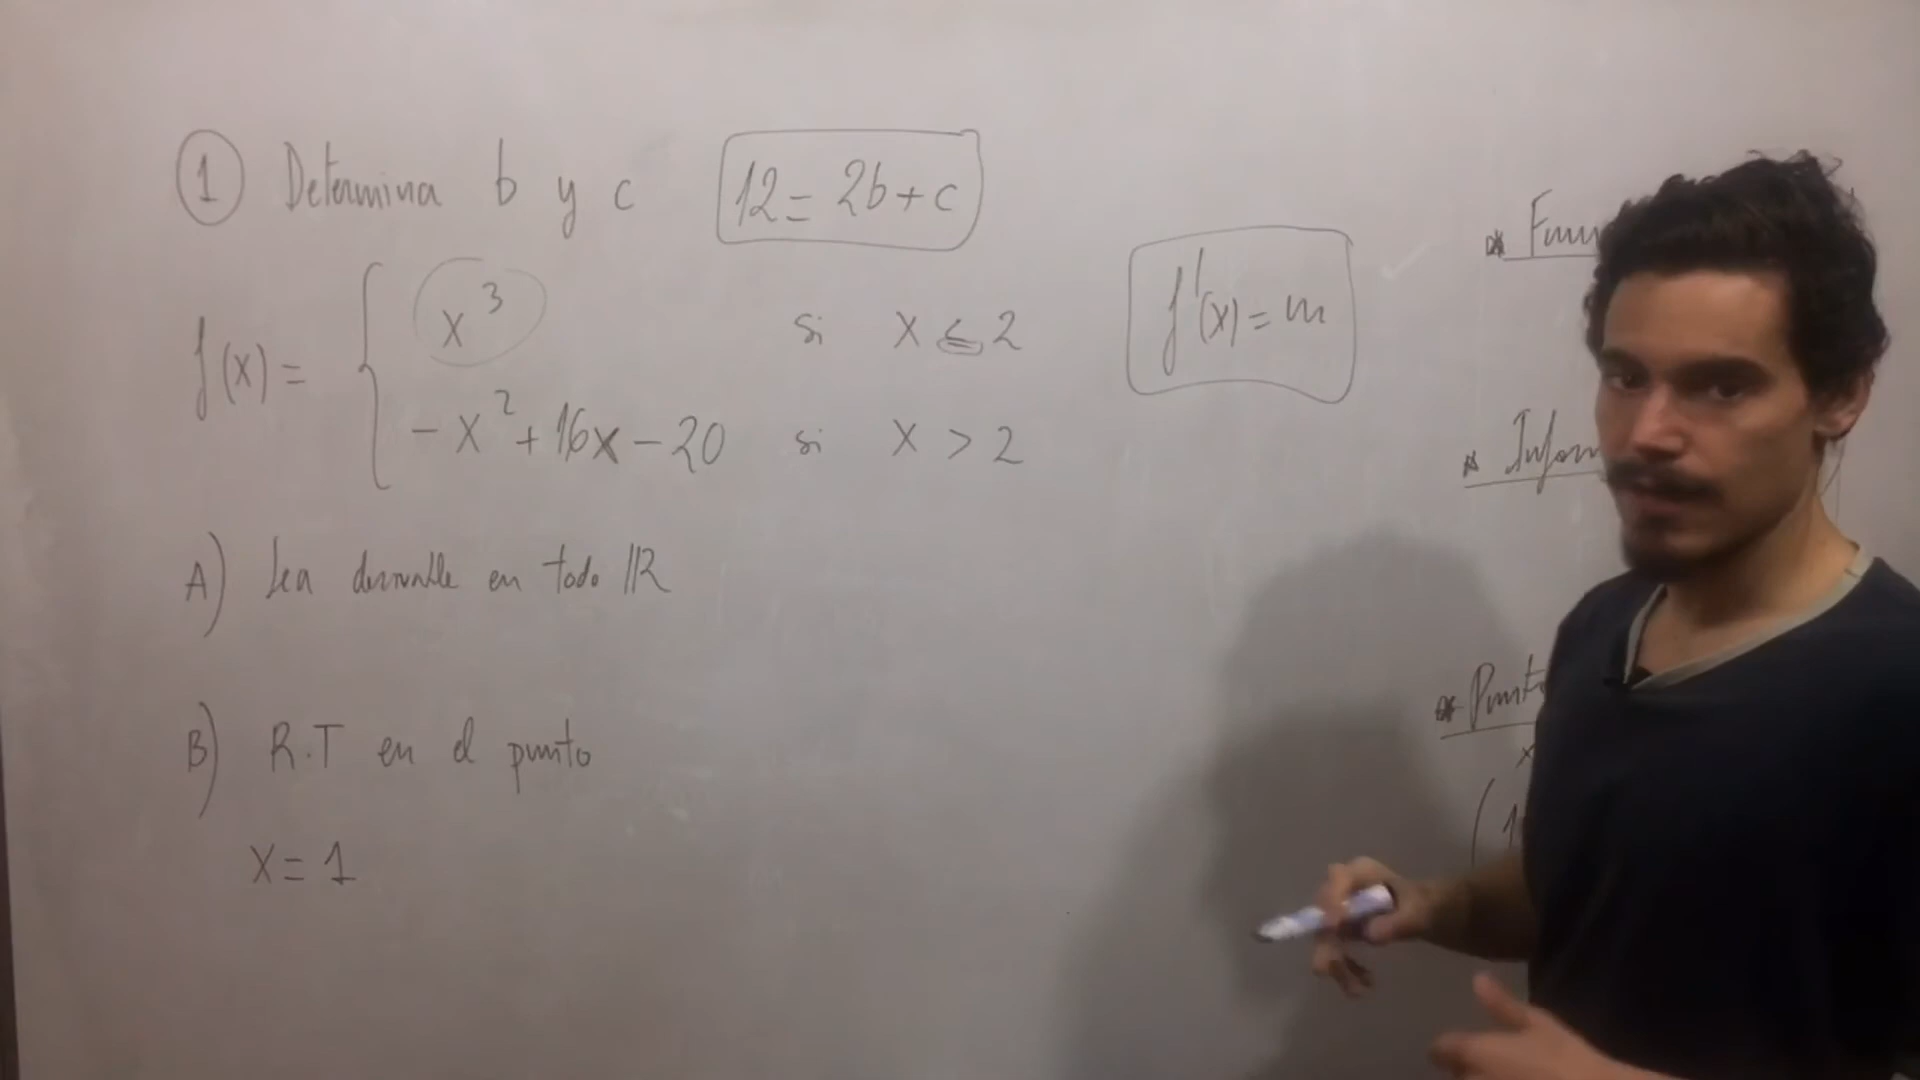 1 Determina b y c 12 = 2b + c
f(x) = { x³ si x ≤ 2
-x² + 16x - 20 si x > 2
f'(x) = m
A) Sea derivable en todo ℝ
B) R.T en el punto
x = 1